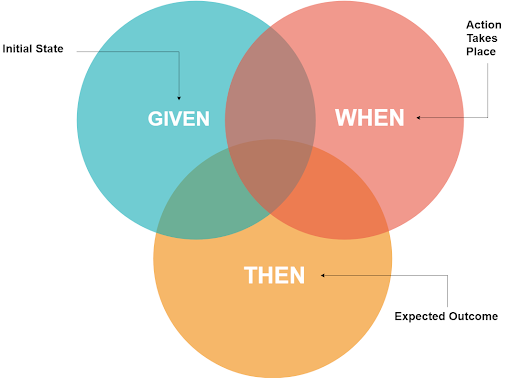 Action
Takes
Place
Initial State
GIVEN
WHEN
THEN
Expected Outcome